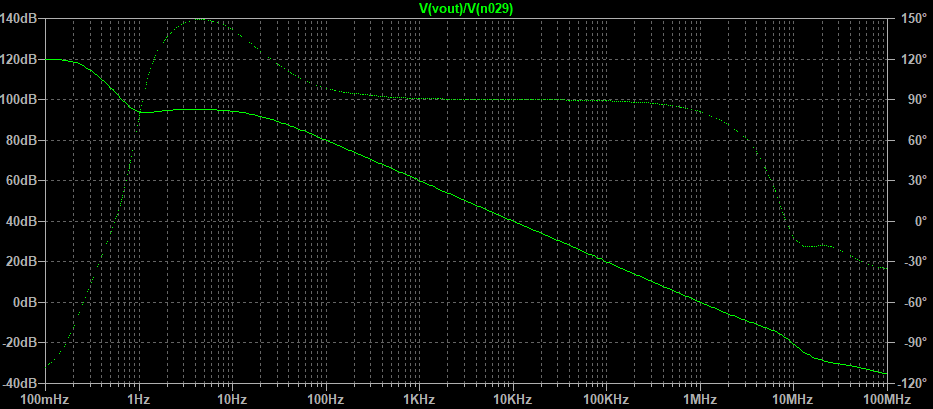 V(vout)/V(n029)
140dB
120dB
100dB
80dB
60dB
40dB
20dB
0dB
-20dB
-40dB
150°
120°
90°
60°
30°
0°
-30°
-60°
-90°
-120°
100mHz 1Hz 10Hz 100Hz 1KHz 10KHz 100KHz 1MHz 10MHz 100MHz